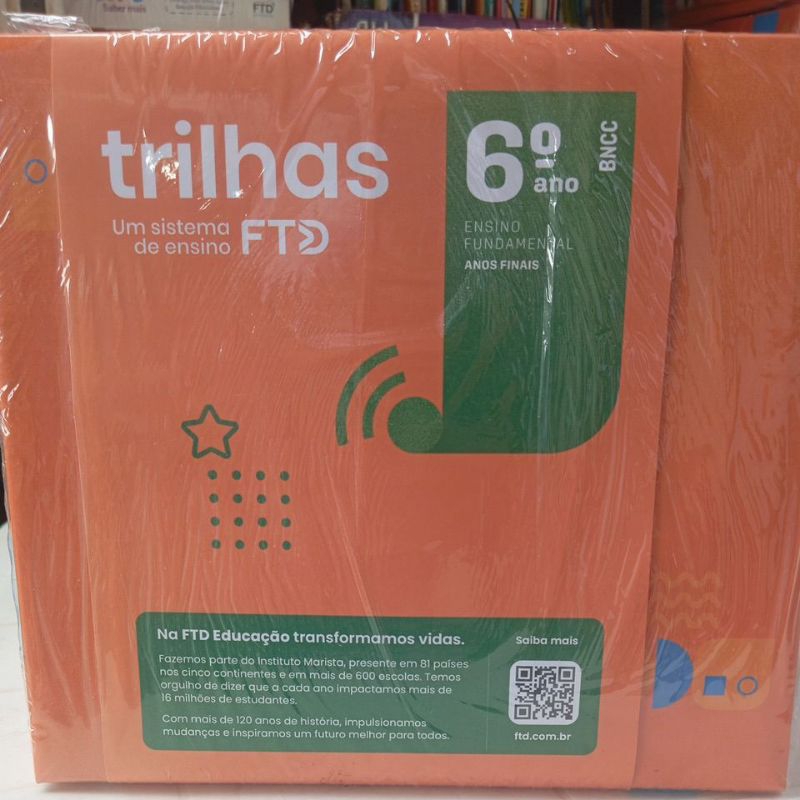 Saber mais
FTD
trilhas
Um sistema
de ensino FTD
6º
ano
BNCC
ENSINO
FUNDAMENTAL
ANOS FINAIS
Na FTD Educação transformamos vidas.
Fazemos parte do Instituto Marista, presente em 81 países
nos cinco continentes e em mais de 600 escolas. Temos
orgulho de dizer que a cada ano impactamos mais de
16 milhões de estudantes.
Com mais de 120 anos de história, impulsionamos
mudanças e inspiramos um futuro melhor para todos.
Saiba mais
ftd.com.br